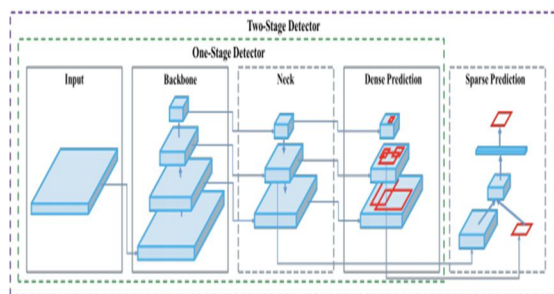 Two-Stage Detector
One-Stage Detector
Input
Backbone
Neck
Dense Prediction
Sparse Prediction